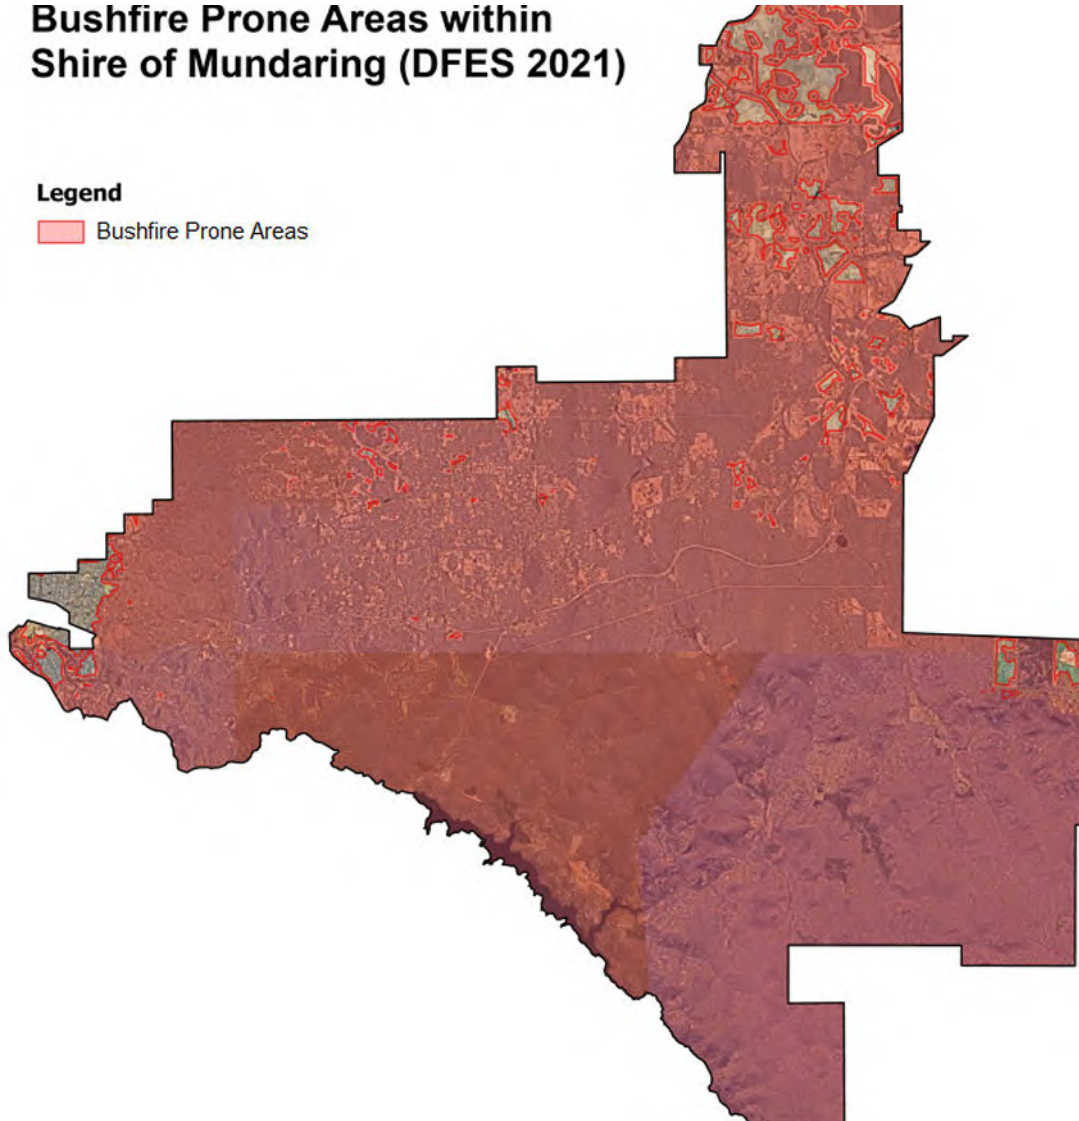 Bushfire Prone Areas within
Shire of Mundaring (DFES 2021)
Legend
Bushfire Prone Areas